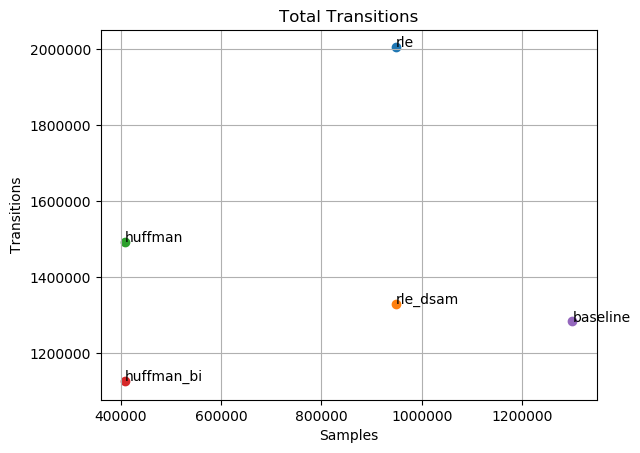 Total Transitions
2000000
1800000
1600000
1400000
1200000
Transitions
rle
huffman
rle_dsam
baseline
huffman_bi
400000 600000 800000 1000000 1200000
Samples